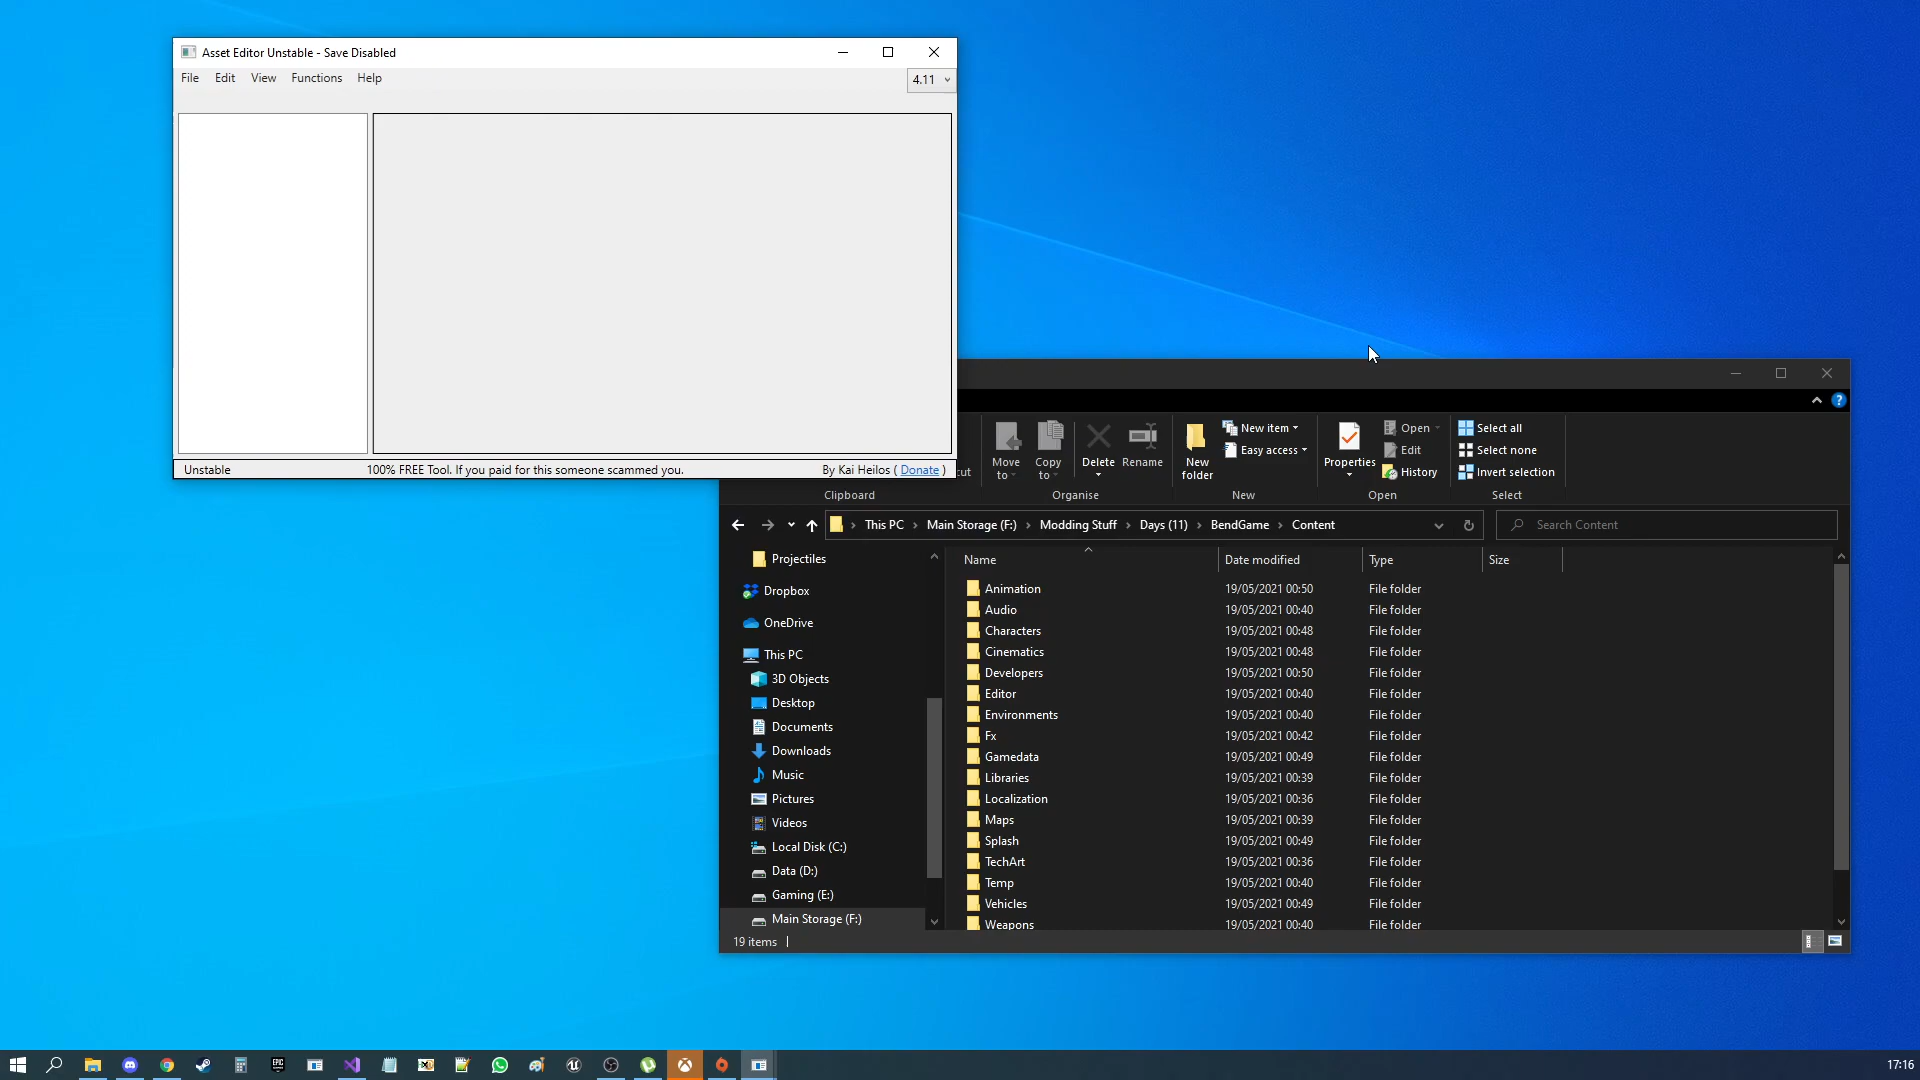 Asset Editor Unstable - Save Disabled
File Edit View Functions Help
4.11
Unstable 100% FREE Tool. If you paid for this someone scammed you. By Kai Heilos ( Donate )
cut
Move to
Copy to
Delete
Rename
New folder
New item
Easy access
Properties
Open
Edit
History
Select all
Select none
Invert selection
Clipboard Organise New Open Select
This PC › Main Storage (F:) › Modding Stuff › Days (11) › BendGame › Content
Search Content
Projectiles
Dropbox
OneDrive
This PC
3D Objects
Desktop
Documents
Downloads
Music
Pictures
Videos
Local Disk (C:)
Data (D:)
Gaming (E:)
Main Storage (F:)
Name Date modified Type Size
Animation 19/05/2021 00:50 File folder
Audio 19/05/2021 00:40 File folder
Characters 19/05/2021 00:48 File folder
Cinematics 19/05/2021 00:48 File folder
Developers 19/05/2021 00:50 File folder
Editor 19/05/2021 00:40 File folder
Environments 19/05/2021 00:40 File folder
Fx 19/05/2021 00:42 File folder
Gamedata 19/05/2021 00:49 File folder
Libraries 19/05/2021 00:39 File folder
Localization 19/05/2021 00:36 File folder
Maps 19/05/2021 00:39 File folder
Splash 19/05/2021 00:49 File folder
TechArt 19/05/2021 00:36 File folder
Temp 19/05/2021 00:40 File folder
Vehicles 19/05/2021 00:49 File folder
Weapons 19/05/2021 00:40 File folder
19 items
EPIC
17:16